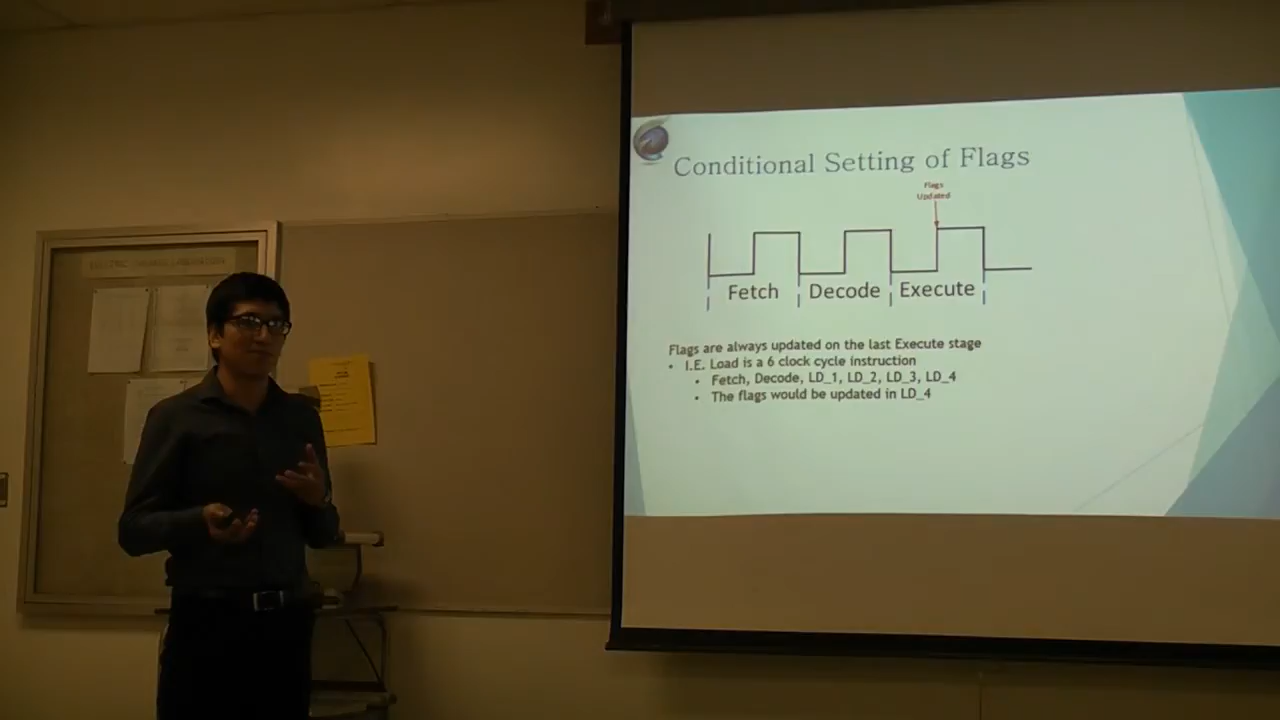 Conditional Setting of Flags
Flags
Updated
Fetch Decode Execute
Flags are always updated on the last Execute stage
• I.E. Load is a 6 clock cycle instruction
• Fetch, Decode, LD_1, LD_2, LD_3, LD_4
• The flags would be updated in LD_4